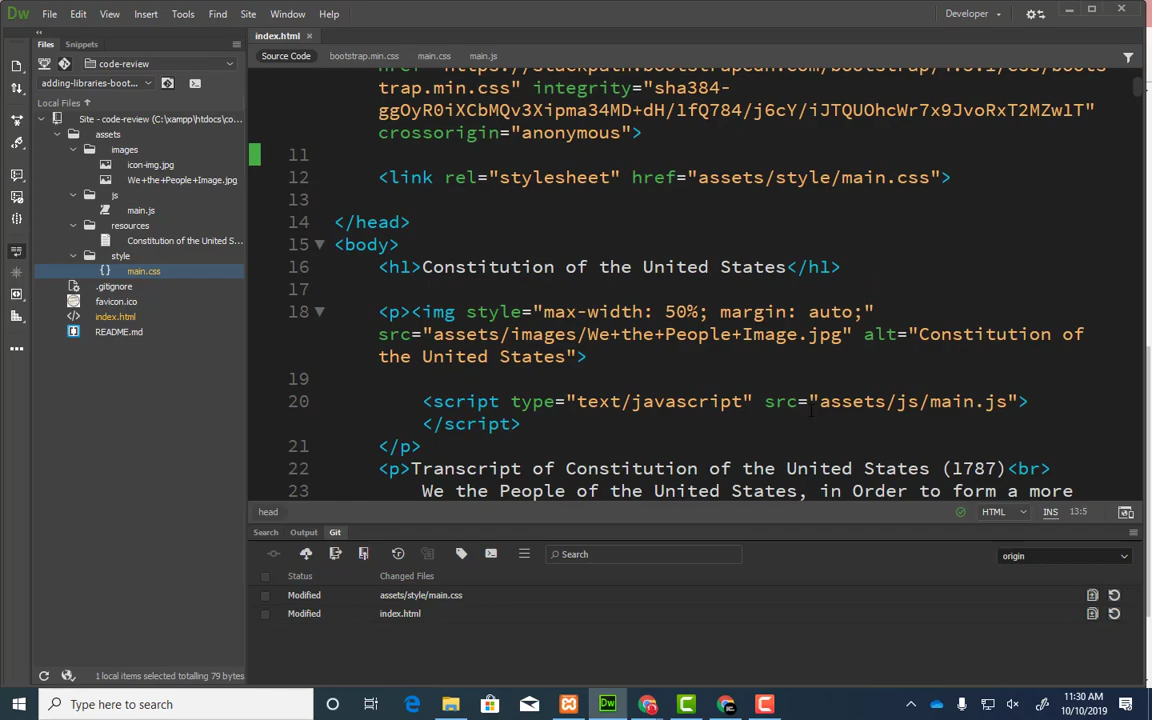 Dw File Edit View Insert Tools Find Site Window Help Developer
Files Snippets
index.html
code-review
Source Code bootstrap.min.css main.css main.js
adding-libraries-boot...
Local Files
Site - code-review (C:\xampp\htdocs\co...
assets
images
icon-img.jpg
We+the+People+Image.jpg
js
main.js
resources
Constitution of the United S...
style
main.css
.gitignore
favicon.ico
index.html
README.md
1 local items selected totalling 79 bytes
trap.min.css" integrity="sha384-
ggOyR0iXCbMQv3Xipma34MD+dH/1fQ784/j6cY/iJTQUOhcWr7x9JvoRxT2MZw1T"
crossorigin="anonymous">
11
12 <link rel="stylesheet" href="assets/style/main.css">
13
14 </head>
15 <body>
16 <h1>Constitution of the United States</h1>
17
18 <p><img style="max-width: 50%; margin: auto;"
src="assets/images/We+the+People+Image.jpg" alt="Constitution of
the United States">
19
20 <script type="text/javascript" src="assets/js/main.js">
</script>
21 </p>
22 <p>Transcript of Constitution of the United States (1787)<br>
23 We the People of the United States, in Order to form a more
head HTML INS 13:5
Search Output Git
Search origin
Status Changed Files
Modified assets/style/main.css
Modified index.html
Type here to search
11:30 AM
10/10/2019